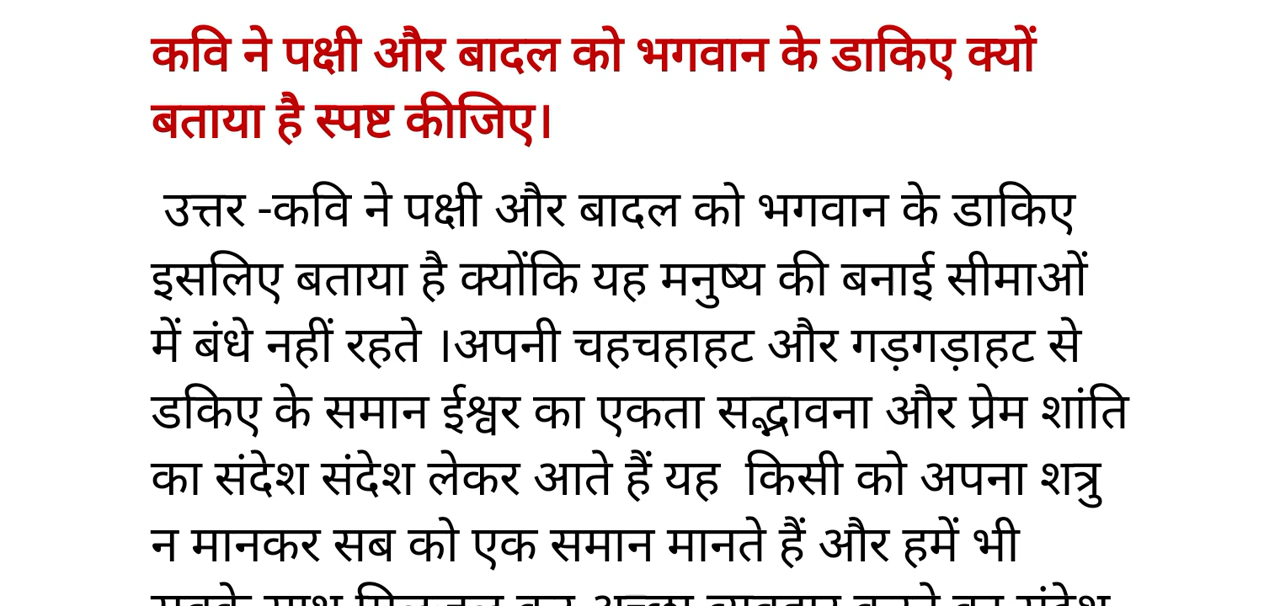 कवि ने पक्षी और बादल को भगवान के डाकिए क्यों
बताया है स्पष्ट कीजिए।
उत्तर -कवि ने पक्षी और बादल को भगवान के डाकिए
इसलिए बताया है क्योंकि यह मनुष्य की बनाई सीमाओं
में बंधे नहीं रहते ।अपनी चहचहाहट और गड़गड़ाहट से
डकिए के समान ईश्वर का एकता सद्भावना और प्रेम शांति
का संदेश संदेश लेकर आते हैं यह किसी को अपना शत्रु
न मानकर सब को एक समान मानते हैं और हमें भी